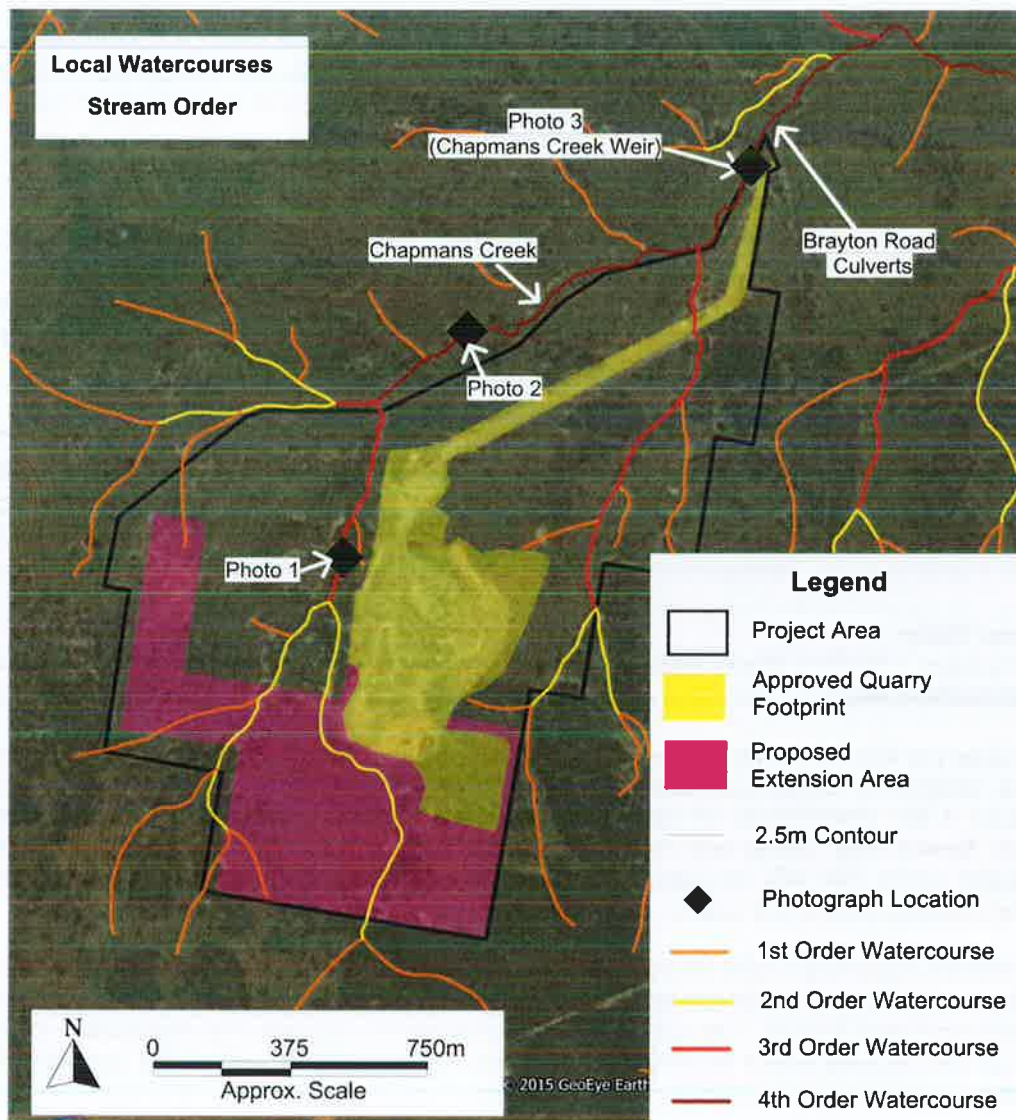 Local Watercourses
Stream Order
Photo 3
(Chapmans Creek Weir)
Chapmans Creek
Brayton Road
Culverts
Photo 2
Photo 1
Legend
Project Area
Approved Quarry
Footprint
Proposed
Extension Area
2.5m Contour
Photograph Location
1st Order Watercourse
2nd Order Watercourse
3rd Order Watercourse
4th Order Watercourse
N
0 375 750m
Approx. Scale
© 2015 GeoEye Earth